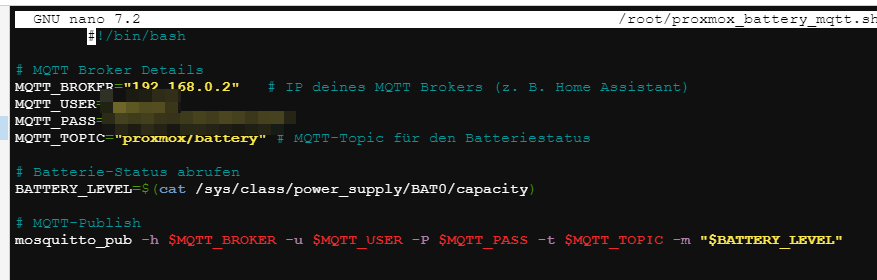 GNU nano 7.2 /root/proxmox_battery_mqtt.sh
#!/bin/bash
# MQTT Broker Details
MQTT_BROKER="192.168.0.2" # IP deines MQTT Brokers (z. B. Home Assistant)
MQTT_USER=
MQTT_PASS=
MQTT_TOPIC="proxmox/battery" # MQTT-Topic für den Batteriestatus
# Batterie-Status abrufen
BATTERY_LEVEL=$(cat /sys/class/power_supply/BAT0/capacity)
# MQTT-Publish
mosquitto_pub -h $MQTT_BROKER -u $MQTT_USER -P $MQTT_PASS -t $MQTT_TOPIC -m "$BATTERY_LEVEL"